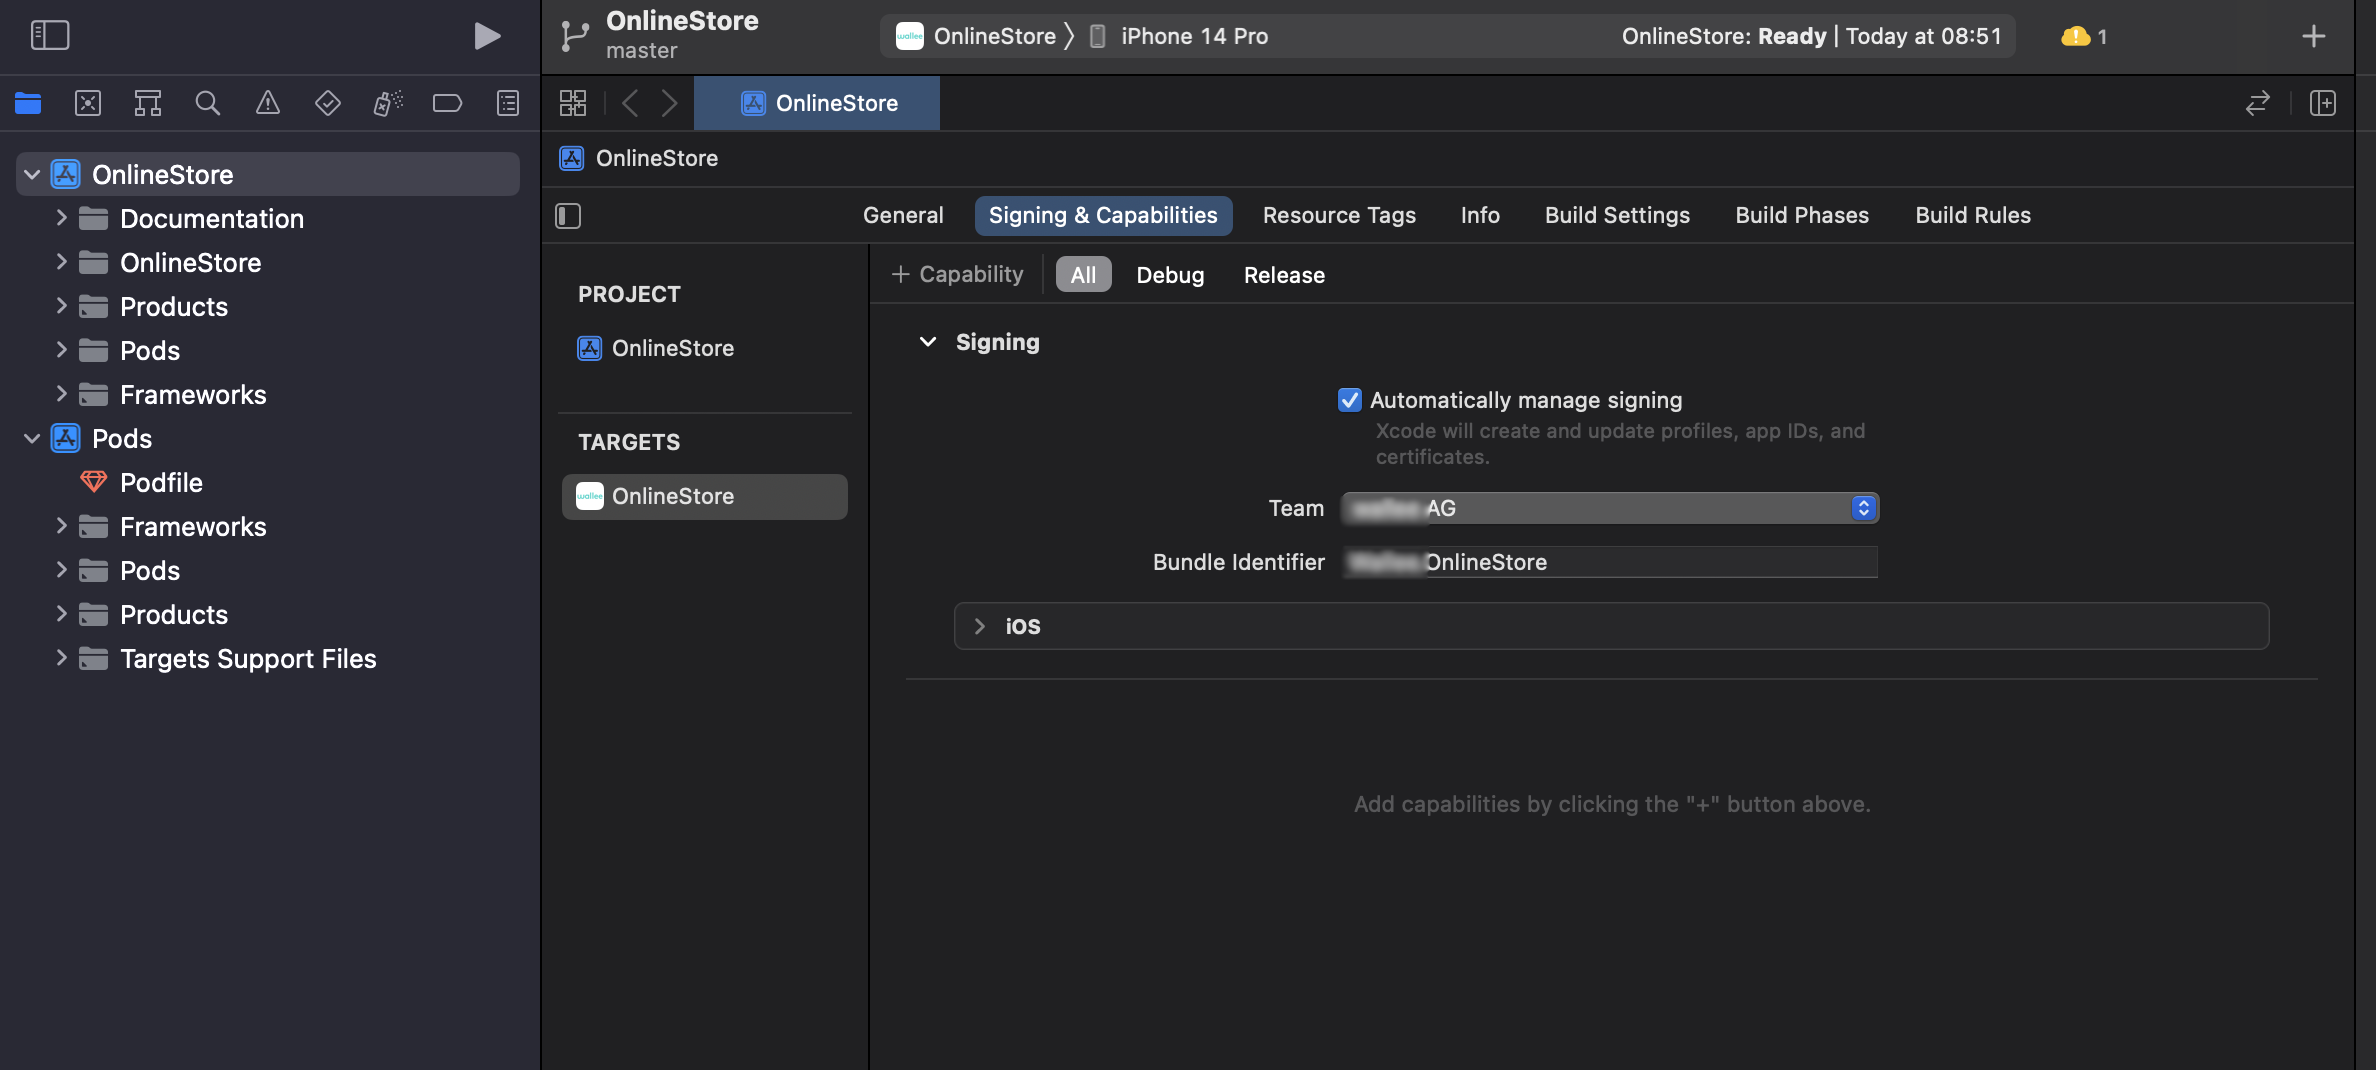 OnlineStore
master
OnlineStore
iPhone 14 Pro
OnlineStore: Ready | Today at 08:51
1
OnlineStore
OnlineStore
Documentation
OnlineStore
Products
Pods
Frameworks
Pods
Podfile
Frameworks
Pods
Products
Targets Support Files
OnlineStore
General
Signing & Capabilities
Resource Tags
Info
Build Settings
Build Phases
Build Rules
PROJECT
OnlineStore
TARGETS
wallee
OnlineStore
+ Capability
All
Debug
Release
Signing
Automatically manage signing
Xcode will create and update profiles, app IDs, and
certificates.
Team
AG
Bundle Identifier
OnlineStore
iOS
Add capabilities by clicking the "+" button above.